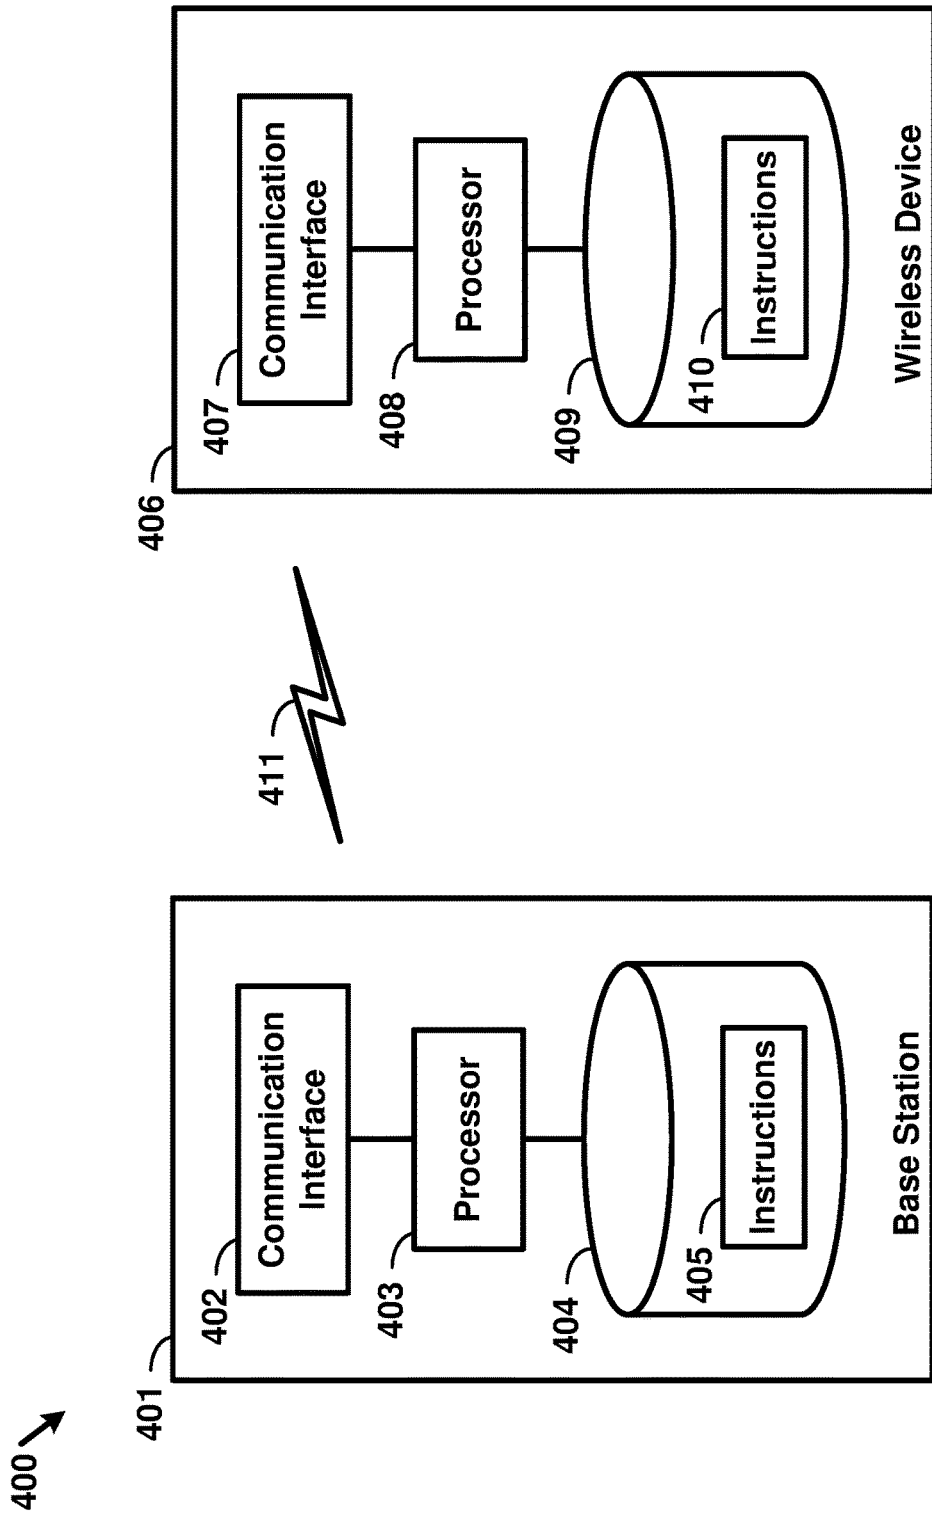 400
401
402
Communication
Interface
403
Processor
404
405
Instructions
Base Station
411
406
407
Communication
Interface
408
Processor
409
410
Instructions
Wireless Device